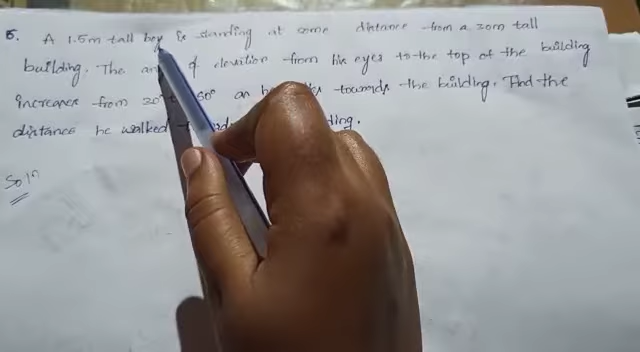 5. A 1.5m tall boy is standing at some distance from a 30m tall
building. The of elevation from his eyes to the top of the building
increases from 30° 60° as towards the building. Find the
distance he walked
Soln